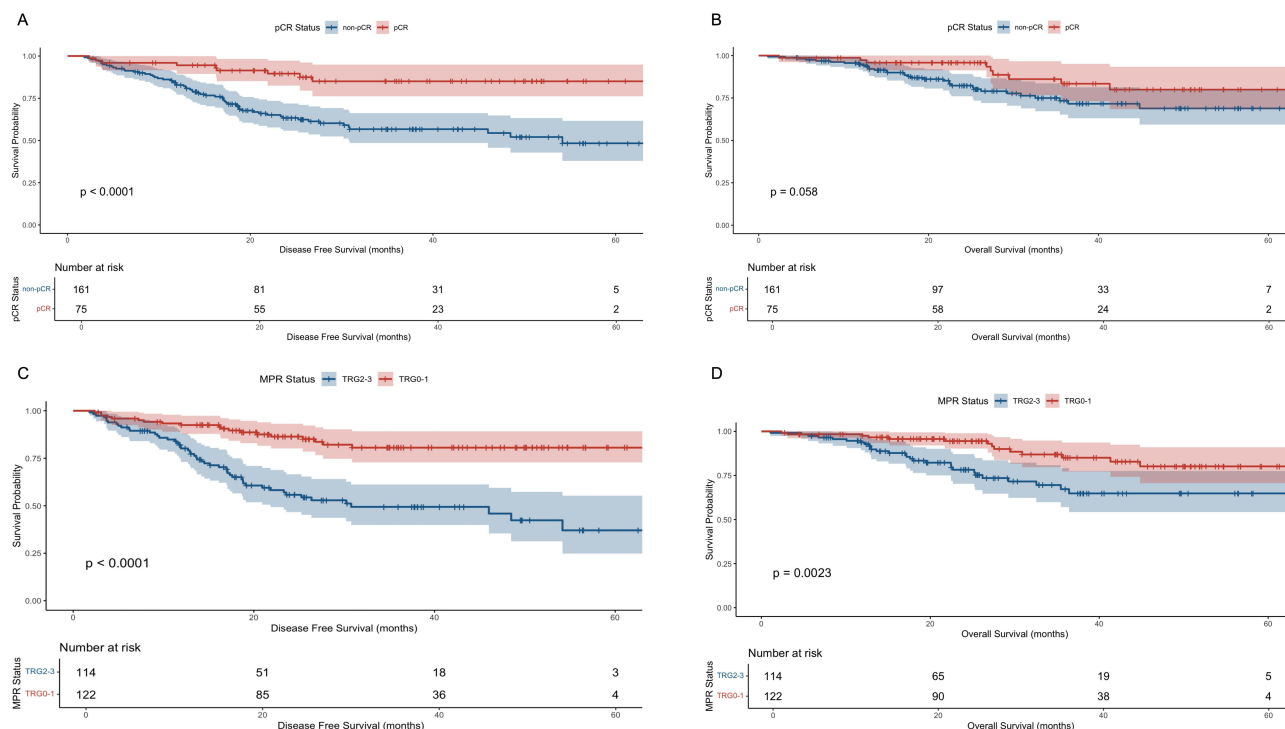 A
pCR Status non-pCR pCR
1.00
0.75
0.50
0.25
0.00
Survival Probability
p < 0.0001
0 20 40 60
Disease Free Survival (months)
Number at risk
pCR Status
non-pCR 161 81 31 5
pCR 75 55 23 2
0 20 40 60
Disease Free Survival (months)
B
pCR Status non-pCR pCR
1.00
0.75
0.50
0.25
0.00
Survival Probability
p = 0.058
0 20 40 60
Overall Survival (months)
Number at risk
pCR Status
non-pCR 161 97 33 7
pCR 75 58 24 2
0 20 40 60
Overall Survival (months)
C
MPR Status TRG2-3 TRG0-1
1.00
0.75
0.50
0.25
0.00
Survival Probability
p < 0.0001
0 20 40 60
Disease Free Survival (months)
Number at risk
MPR Status
TRG2-3 114 51 18 3
TRG0-1 122 85 36 4
0 20 40 60
Disease Free Survival (months)
D
MPR Status TRG2-3 TRG0-1
1.00
0.75
0.50
0.25
0.00
Survival Probability
p = 0.0023
0 20 40 60
Overall Survival (months)
Number at risk
MPR Status
TRG2-3 114 65 19 5
TRG0-1 122 90 38 4
0 20 40 60
Overall Survival (months)